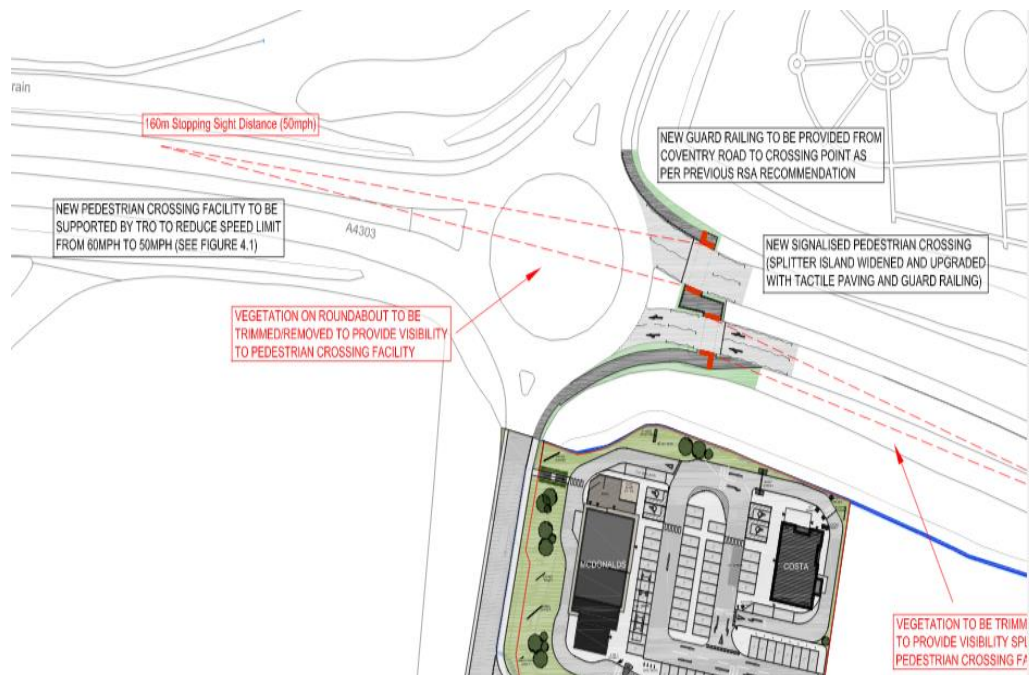 rain
160m Stopping Sight Distance (50mph)
NEW GUARD RAILING TO BE PROVIDED FROM
COVENTRY ROAD TO CROSSING POINT AS
PER PREVIOUS RSA RECOMMENDATION
NEW PEDESTRIAN CROSSING FACILITY TO BE
SUPPORTED BY TRO TO REDUCE SPEED LIMIT
FROM 60MPH TO 50MPH (SEE FIGURE 4.1)
A4303
NEW SIGNALISED PEDESTRIAN CROSSING
(SPLITTER ISLAND WIDENED AND UPGRADED
WITH TACTILE PAVING AND GUARD RAILING)
VEGETATION ON ROUNDABOUT TO BE
TRIMMED/REMOVED TO PROVIDE VISIBILITY
TO PEDESTRIAN CROSSING FACILITY
MCDONALDS
COSTA
VEGETATION TO BE TRIMM
TO PROVIDE VISIBILITY SPL
PEDESTRIAN CROSSING FA